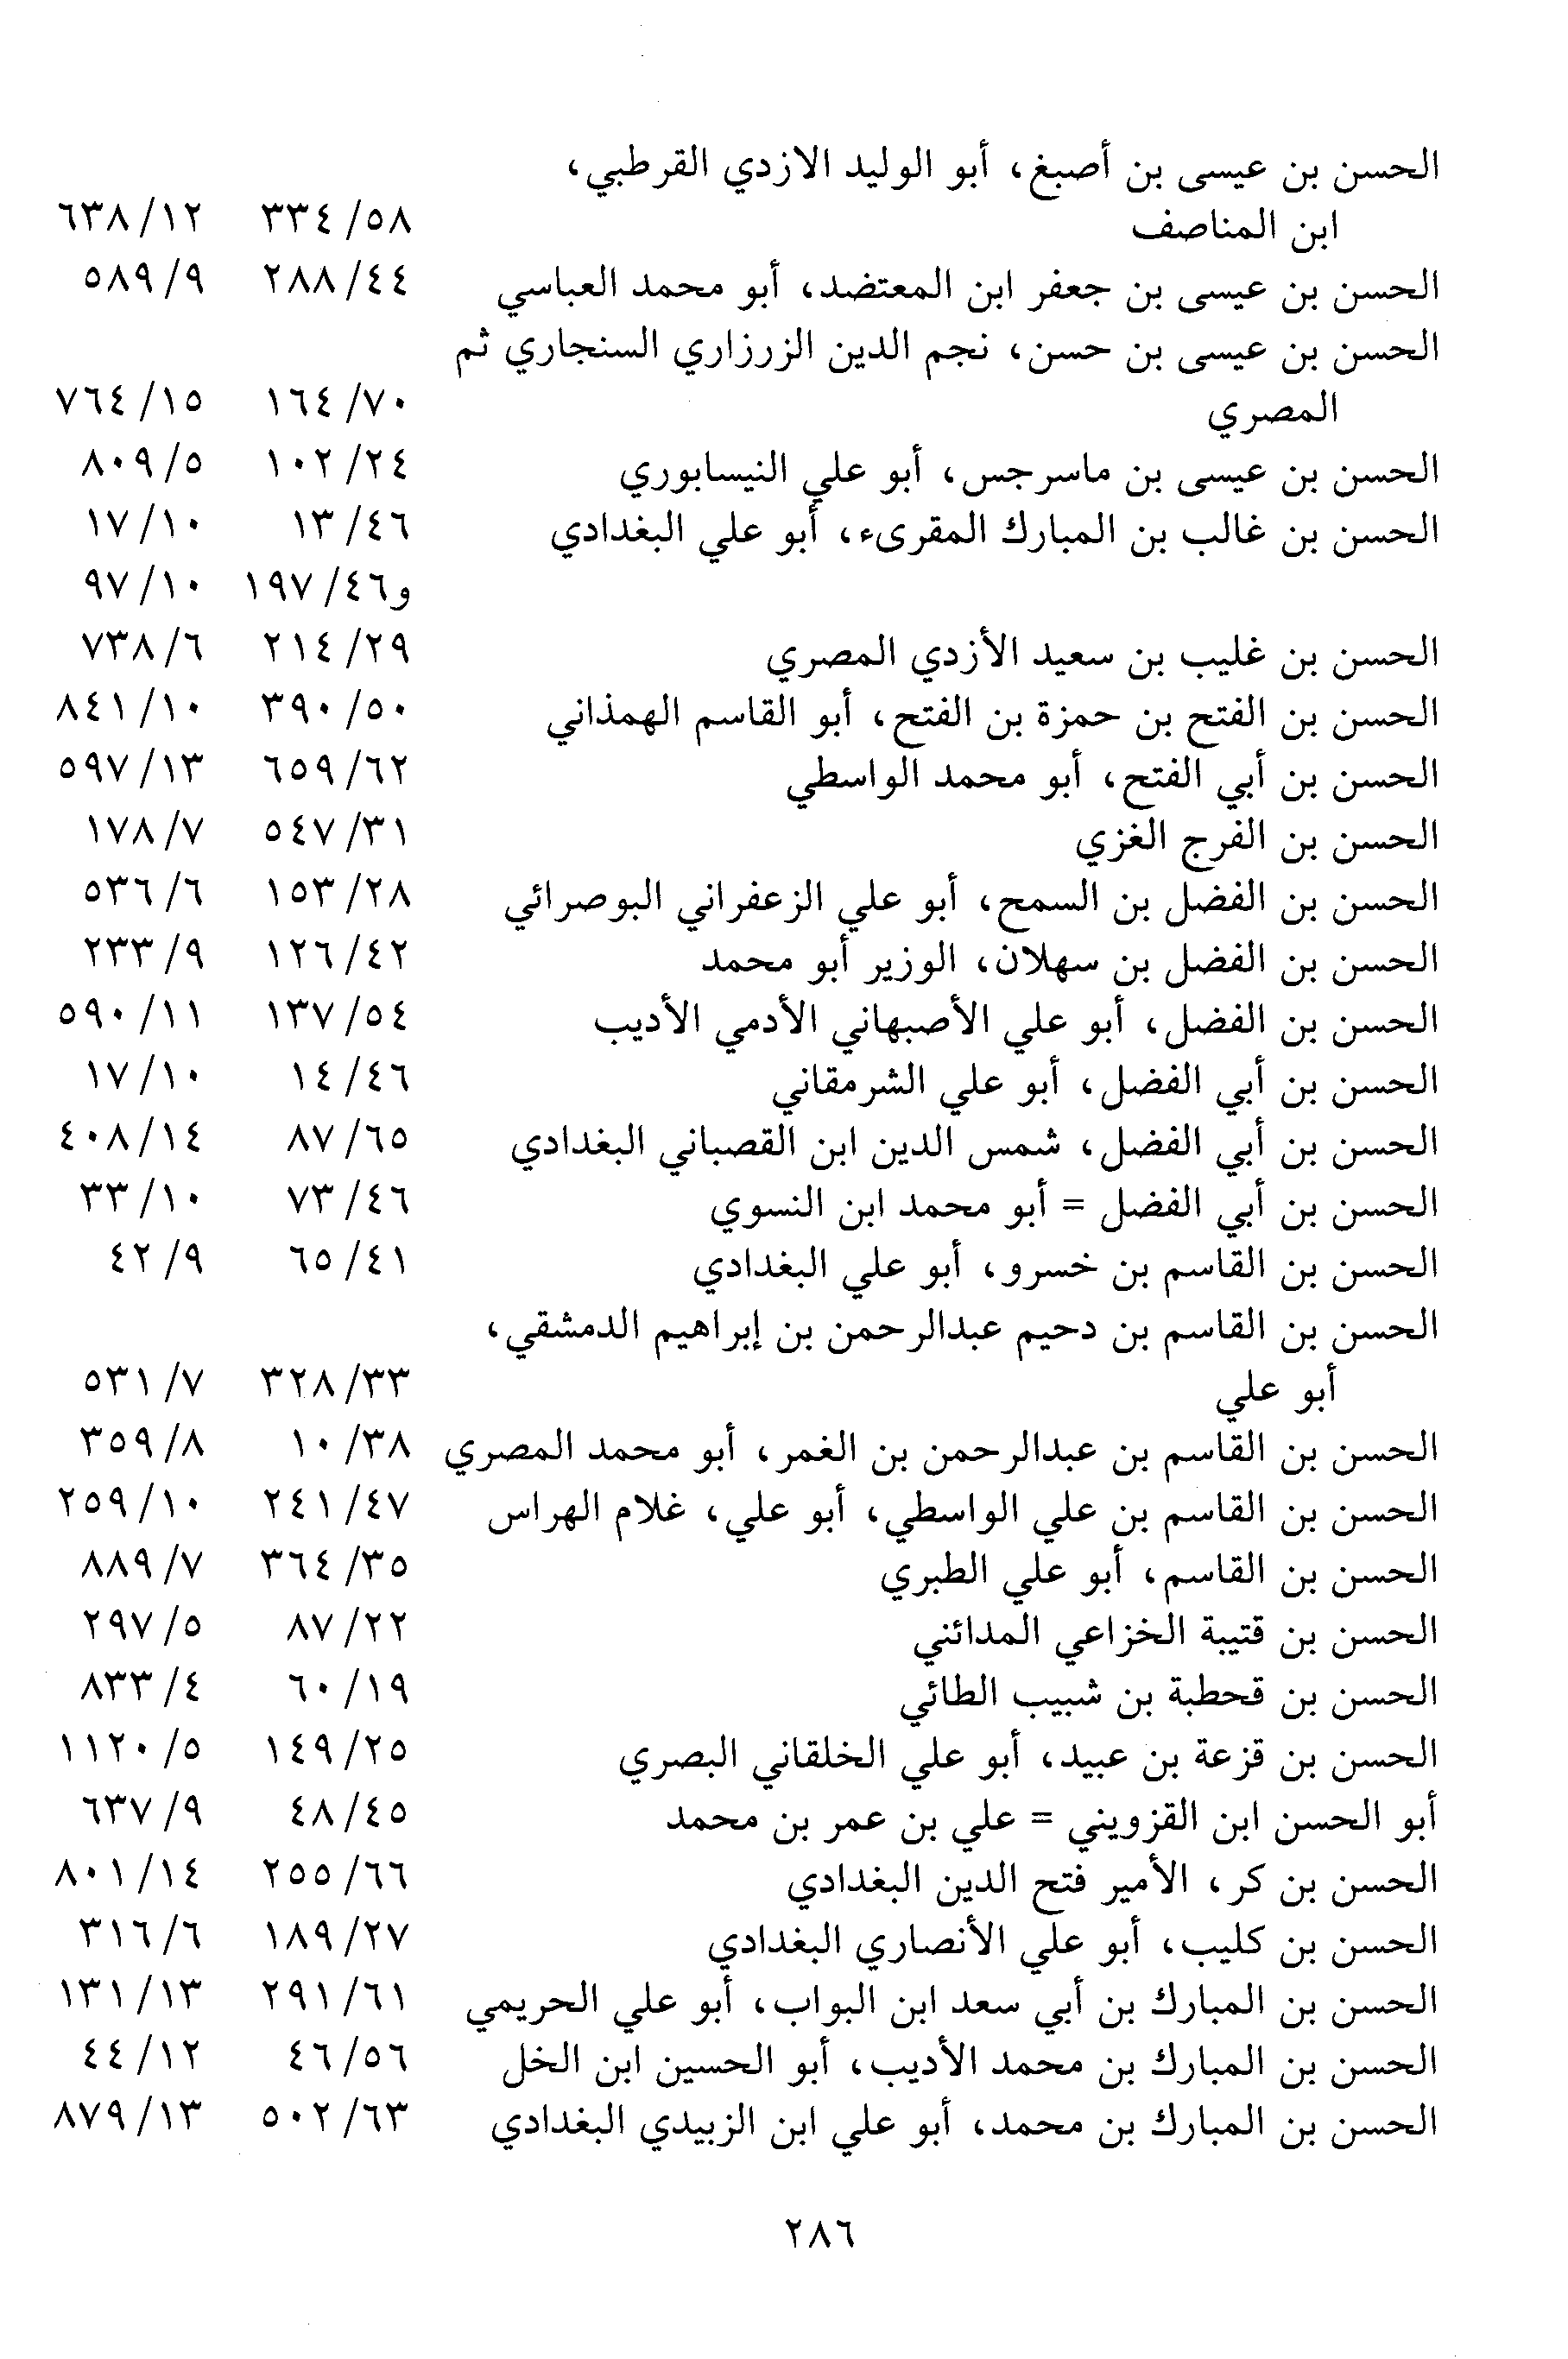 الحسن بن عيسى بن أصبغ، أبو الوليد الازدي القرطبي،
ابن المناصف ٣٣٤/٥٨ ٦٣٨/١٢
الحسن بن عيسى بن جعفر ابن المعتضد، أبو محمد العباسي ٢٨٨/٤٤ ٥٨٩/٩
الحسن بن عيسى بن حسن، نجم الدين الزرزاري السنجاري ثم
المصري ١٦٤/٧٠ ٧٦٤/١٥
الحسن بن عيسى بن ماسرجس، أبو علي النيسابوري ١٠٢/٢٤ ٨٠٩/٥
الحسن بن غالب بن المبارك المقرىء، أبو علي البغدادي ١٣/٤٦ ١٧/١٠
و١٩٧/٤٦ ٩٧/١٠
الحسن بن غليب بن سعيد الأزدي المصري ٢١٤/٢٩ ٧٣٨/٦
الحسن بن الفتح بن حمزة بن الفتح، أبو القاسم الهمذاني ٣٩٠/٥٠ ٨٤١/١٠
الحسن بن أبي الفتح، أبو محمد الواسطي ٦٥٩/٦٢ ٥٩٧/١٣
الحسن بن الفرج الغزي ٥٤٧/٣١ ١٧٨/٧
الحسن بن الفضل بن السمح، أبو علي الزعفراني البوصرائي ١٥٣/٢٨ ٥٣٦/٦
الحسن بن الفضل بن سهلان، الوزير أبو محمد ١٢٦/٤٢ ٢٣٣/٩
الحسن بن الفضل، أبو علي الأصبهاني الأدمي الأديب ١٣٧/٥٤ ٥٩٠/١١
الحسن بن أبي الفضل، أبو علي الشرمقاني ١٤/٤٦ ١٧/١٠
الحسن بن أبي الفضل، شمس الدين ابن القصباني البغدادي ٨٧/٦٥ ٤٠٨/١٤
الحسن بن أبي الفضل = أبو محمد ابن النسوي ٧٣/٤٦ ٣٣/١٠
الحسن بن القاسم بن خسرو، أبو علي البغدادي ٦٥/٤١ ٤٢/٩
الحسن بن القاسم بن دحيم عبدالرحمن بن إبراهيم الدمشقي،
أبو علي ٣٢٨/٣٣ ٥٣١/٧
الحسن بن القاسم بن عبدالرحمن بن الغمر، أبو محمد المصري ١٠/٣٨ ٣٥٩/٨
الحسن بن القاسم بن علي الواسطي، أبو علي، غلام الهراس ٢٤١/٤٧ ٢٥٩/١٠
الحسن بن القاسم، أبو علي الطبري ٣٦٤/٣٥ ٨٨٩/٧
الحسن بن قتيبة الخزاعي المدائني ٨٧/٢٢ ٢٩٧/٥
الحسن بن قحطبة بن شبيب الطائي ٦٠/١٩ ٨٣٣/٤
الحسن بن قزعة بن عبيد، أبو علي الخلقاني البصري ١٤٩/٢٥ ١١٢٠/٥
أبو الحسن ابن القزويني = علي بن عمر بن محمد ٤٨/٤٥ ٦٣٧/٩
الحسن بن كر، الأمير فتح الدين البغدادي ٢٥٥/٦٦ ٨٠١/١٤
الحسن بن كليب، أبو علي الأنصاري البغدادي ١٨٩/٢٧ ٣١٦/٦
الحسن بن المبارك بن أبي سعد ابن البواب، أبو علي الحريمي ٢٩١/٦١ ١٣١/١٣
الحسن بن المبارك بن محمد الأديب، أبو الحسين ابن الخل ٤٦/٥٦ ٤٤/١٢
الحسن بن المبارك بن محمد، أبو علي ابن الزبيدي البغدادي ٥٠٢/٦٣ ٨٧٩/١٣
٢٨٦